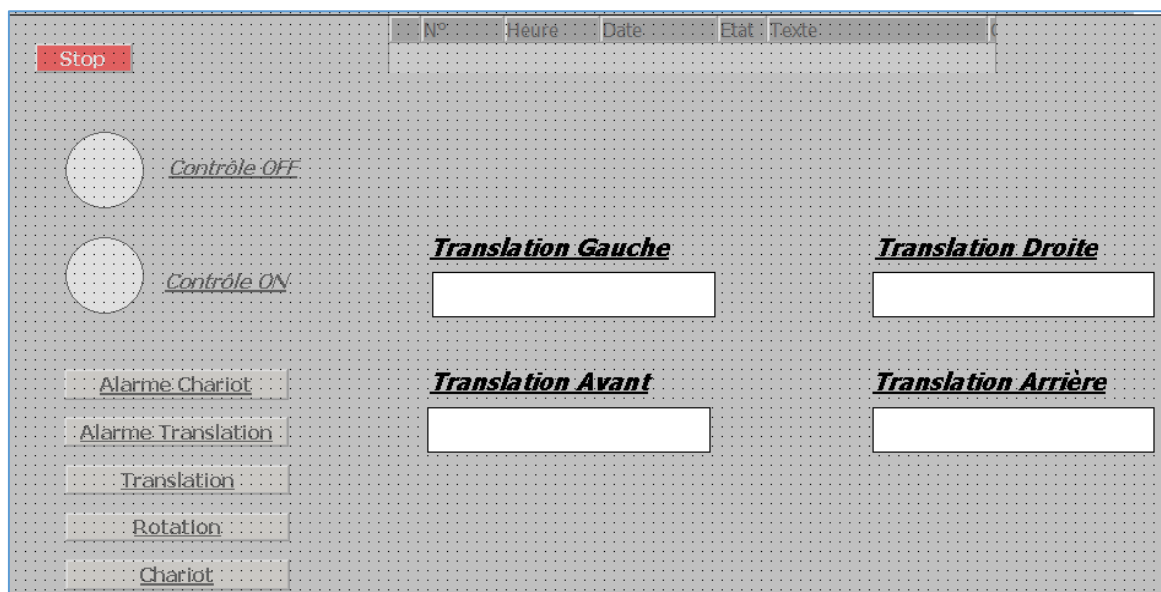 N° Heure Date Etat Texte
Stop
Contrôle OFF
Translation Gauche Translation Droite
Contrôle ON
Alarme Chariot
Translation Avant Translation Arrière
Alarme Translation
Translation
Rotation
Chariot